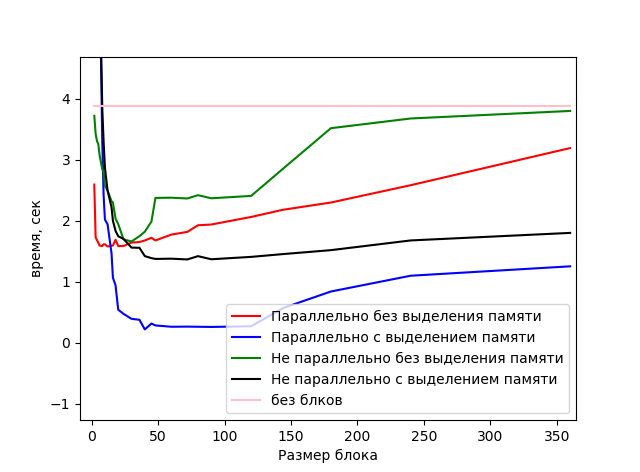 4
3
2
1
0
−1
время, сек
0
50
100
150
200
250
300
350
Размер блока
Параллельно без выделения памяти
Параллельно с выделением памяти
Не параллельно без выделения памяти
Не параллельно с выделением памяти
без блков